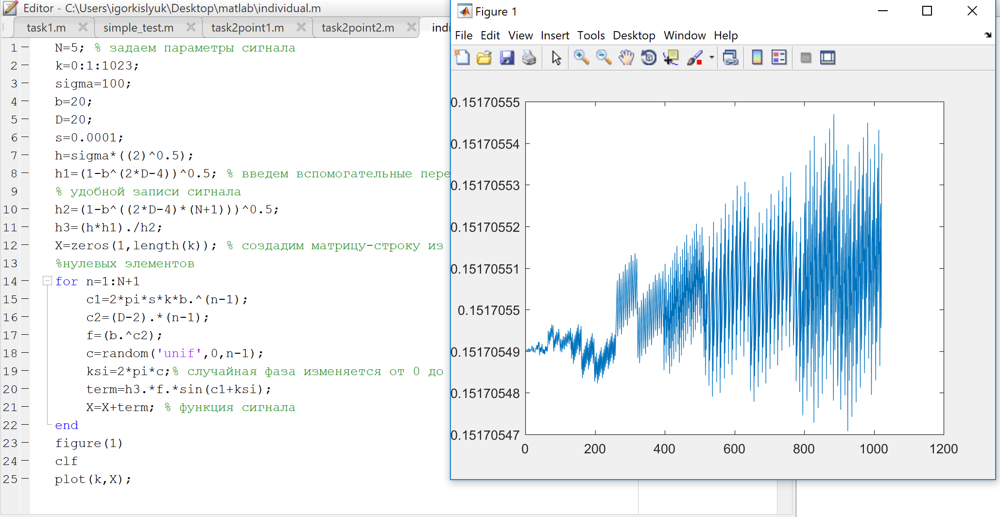 Editor - C:\Users\igorkislyuk\Desktop\matlab\individual.m
task1.m
simple_test.m
task2point1.m
task2point2.m
1 N=5; % задаем параметры сигнала
2 k=0:1:1023;
3 sigma=100;
4 b=20;
5 D=20;
6 s=0.0001;
7 h=sigma*((2)^0.5);
8 h1=(1-b^(2*D-4))^0.5; % введем вспомогательные
9 % удобной записи сигнала
10 h2=(1-b^((2*D-4)*(N+1)))^0.5;
11 h3=(h*h1)./h2;
12 X=zeros(1,length(k)); % создадим матрицу-строку из
13 %нулевых элементов
14 for n=1:N+1
15 c1=2*pi*s*k*b.^(n-1);
16 c2=(D-2).*(n-1);
17 f=(b.^c2);
18 c=random('unif',0,n-1);
19 ksi=2*pi*c;% случайная фаза изменяется от 0 до
20 term=h3.*f.*sin(c1+ksi);
21 X=X+term; % функция сигнала
22 end
23 figure(1)
24 clf
25 plot(k,X);
Figure 1
File Edit View Insert Tools Desktop Window Help
0.15170555
0.15170554
0.15170553
0.15170552
0.15170551
0.1517055
0.15170549
0.15170548
0.15170547
0 200 400 600 800 1000 1200